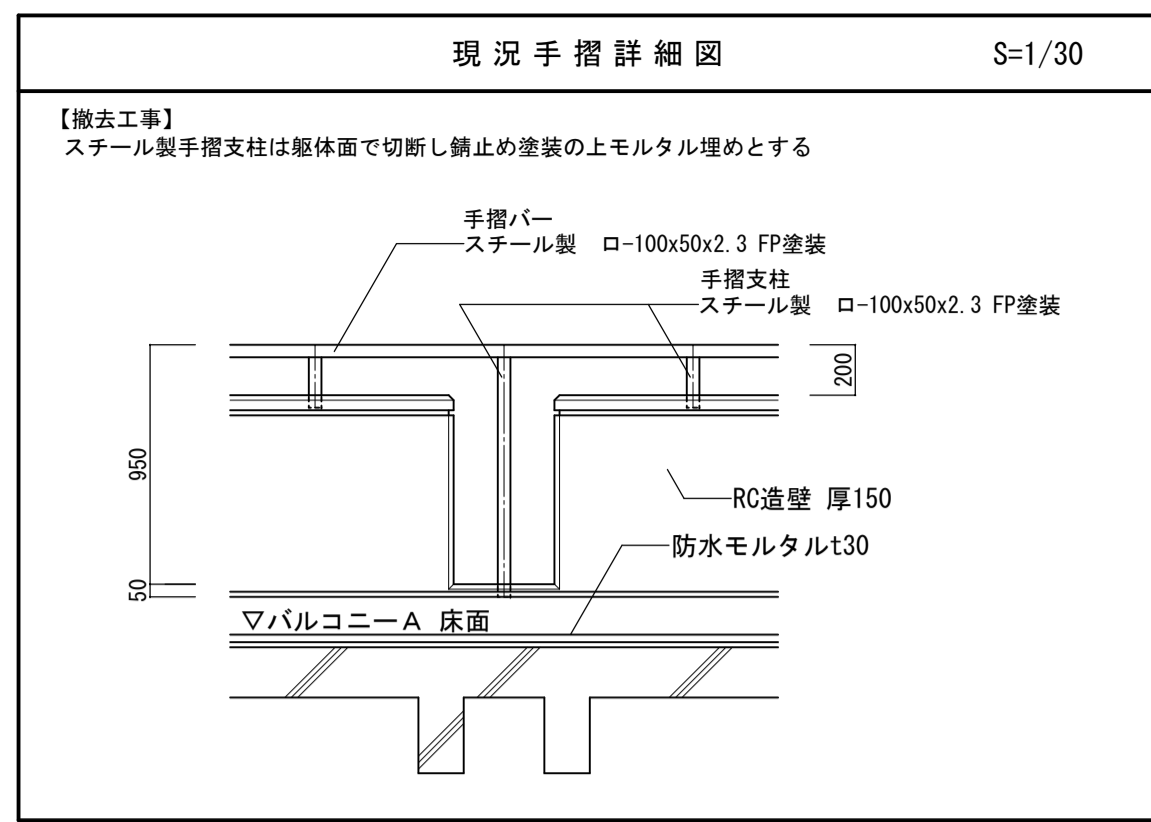 現況手摺詳細図 S=1/30
【撤去工事】
スチール製手摺支柱は躯体面で切断し錆止め塗装の上モルタル埋めとする
手摺バー
スチール製 ロ-100x50x2.3 FP塗装
手摺支柱
スチール製 ロ-100x50x2.3 FP塗装
200
950
RC造壁 厚150
防水モルタルt30
50
▽バルコニーA 床面